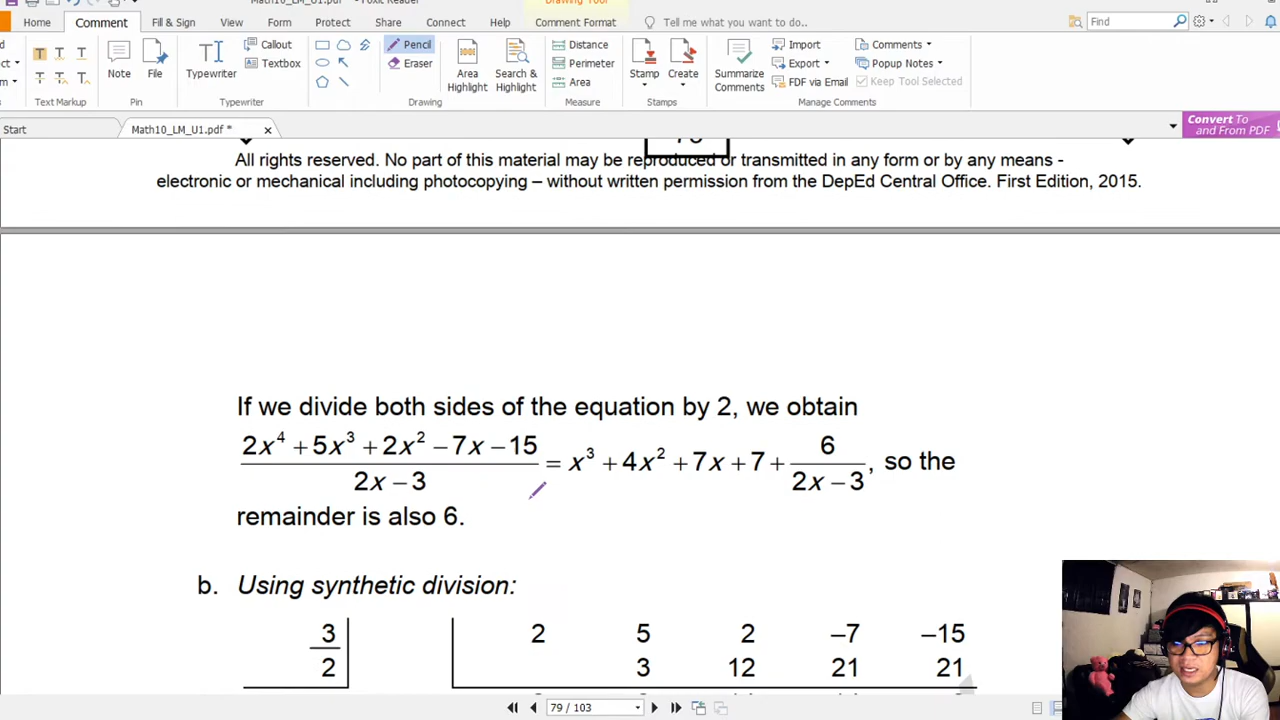 Math10_LM_U1.pdf * - Foxit Reader
Drawing Tool
Home Comment Fill & Sign View Form Protect Share Connect Help Comment Format Tell me what you want to do... Find
Note File Typewriter Callout Textbox Pencil Eraser Area Highlight Search & Highlight Distance Perimeter Area Stamp Create Summarize Comments Import Export FDF via Email Comments Popup Notes Keep Tool Selected
Text Markup Pin Typewriter Drawing Measure Stamps Manage Comments
Start Math10_LM_U1.pdf * Convert To and From PDF
All rights reserved. No part of this material may be reproduced or transmitted in any form or by any means -
electronic or mechanical including photocopying – without written permission from the DepEd Central Office. First Edition, 2015.
If we divide both sides of the equation by 2, we obtain
2x⁴ + 5x³ + 2x² – 7x – 15 / 2x – 3 = x³ + 4x² + 7x + 7 + 6 / 2x – 3, so the
remainder is also 6.
b. Using synthetic division:
3/2 2 5 2 –7 –15
3 12 21 21
79 / 103